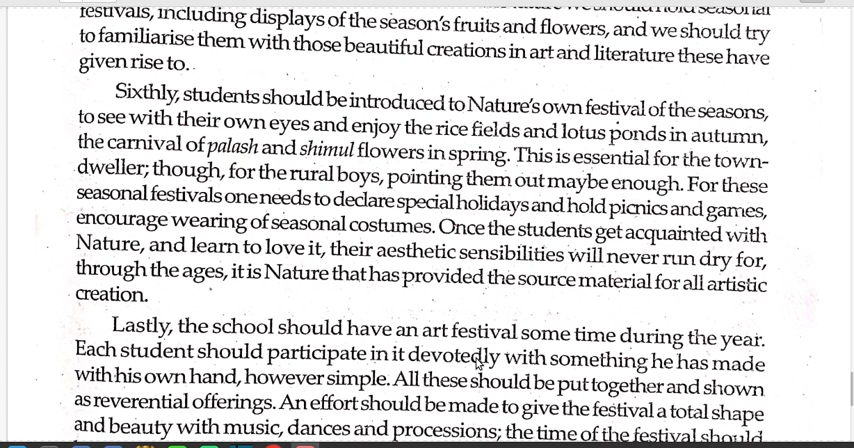 should hold seasonal
festivals, including displays of the season's fruits and flowers, and we should try
to familiarise them with those beautiful creations in art and literature these have
given rise to.
Sixthly, students should be introduced to Nature's own festival of the seasons,
to see with their own eyes and enjoy the rice fields and lotus ponds in autumn,
the carnival of palash and shimul flowers in spring. This is essential for the town-
dweller; though, for the rural boys, pointing them out maybe enough. For these
seasonal festivals one needs to declare special holidays and hold picnics and games,
encourage wearing of seasonal costumes. Once the students get acquainted with
Nature, and learn to love it, their aesthetic sensibilities will never run dry for,
through the ages, it is Nature that has provided the source material for all artistic
creation.
Lastly, the school should have an art festival some time during the year.
Each student should participate in it devotedly with something he has made
with his own hand, however simple. All these should be put together and shown
as reverential offerings. An effort should be made to give the festival a total shape
and beauty with music, dances and processions; the time of the festival should